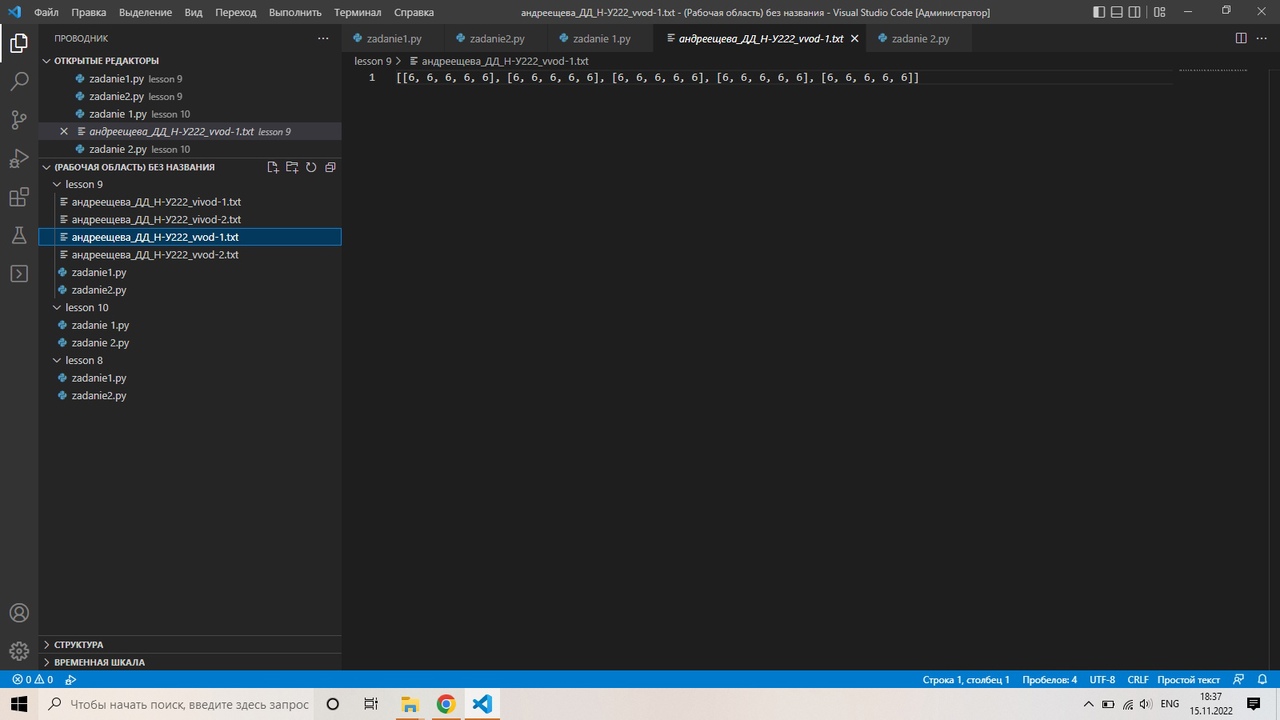 Файл Правка Выделение Вид Переход Выполнить Терминал Справка
андреещева_ДД_Н-У222_vvod-1.txt - (Рабочая область) без названия - Visual Studio Code [Администратор]
ПРОВОДНИК
ОТКРЫТЫЕ РЕДАКТОРЫ
zadanie1.py lesson 9
zadanie2.py lesson 9
zadanie 1.py lesson 10
андреещева_ДД_Н-У222_vvod-1.txt lesson 9
zadanie 2.py lesson 10
(РАБОЧАЯ ОБЛАСТЬ) БЕЗ НАЗВАНИЯ
lesson 9
андреещева_ДД_Н-У222_vivod-1.txt
андреещева_ДД_Н-У222_vivod-2.txt
андреещева_ДД_Н-У222_vvod-1.txt
андреещева_ДД_Н-У222_vvod-2.txt
zadanie1.py
zadanie2.py
lesson 10
zadanie 1.py
zadanie 2.py
lesson 8
zadanie1.py
zadanie2.py
СТРУКТУРА
ВРЕМЕННАЯ ШКАЛА
zadanie1.py zadanie2.py zadanie 1.py андреещева_ДД_Н-У222_vvod-1.txt zadanie 2.py
lesson 9 > андреещева_ДД_Н-У222_vvod-1.txt
1 [[6, 6, 6, 6, 6], [6, 6, 6, 6, 6], [6, 6, 6, 6, 6], [6, 6, 6, 6, 6], [6, 6, 6, 6, 6]]
0 0
Строка 1, столбец 1 Пробелов: 4 UTF-8 CRLF Простой текст
Чтобы начать поиск, введите здесь запрос
ENG
18:37
15.11.2022